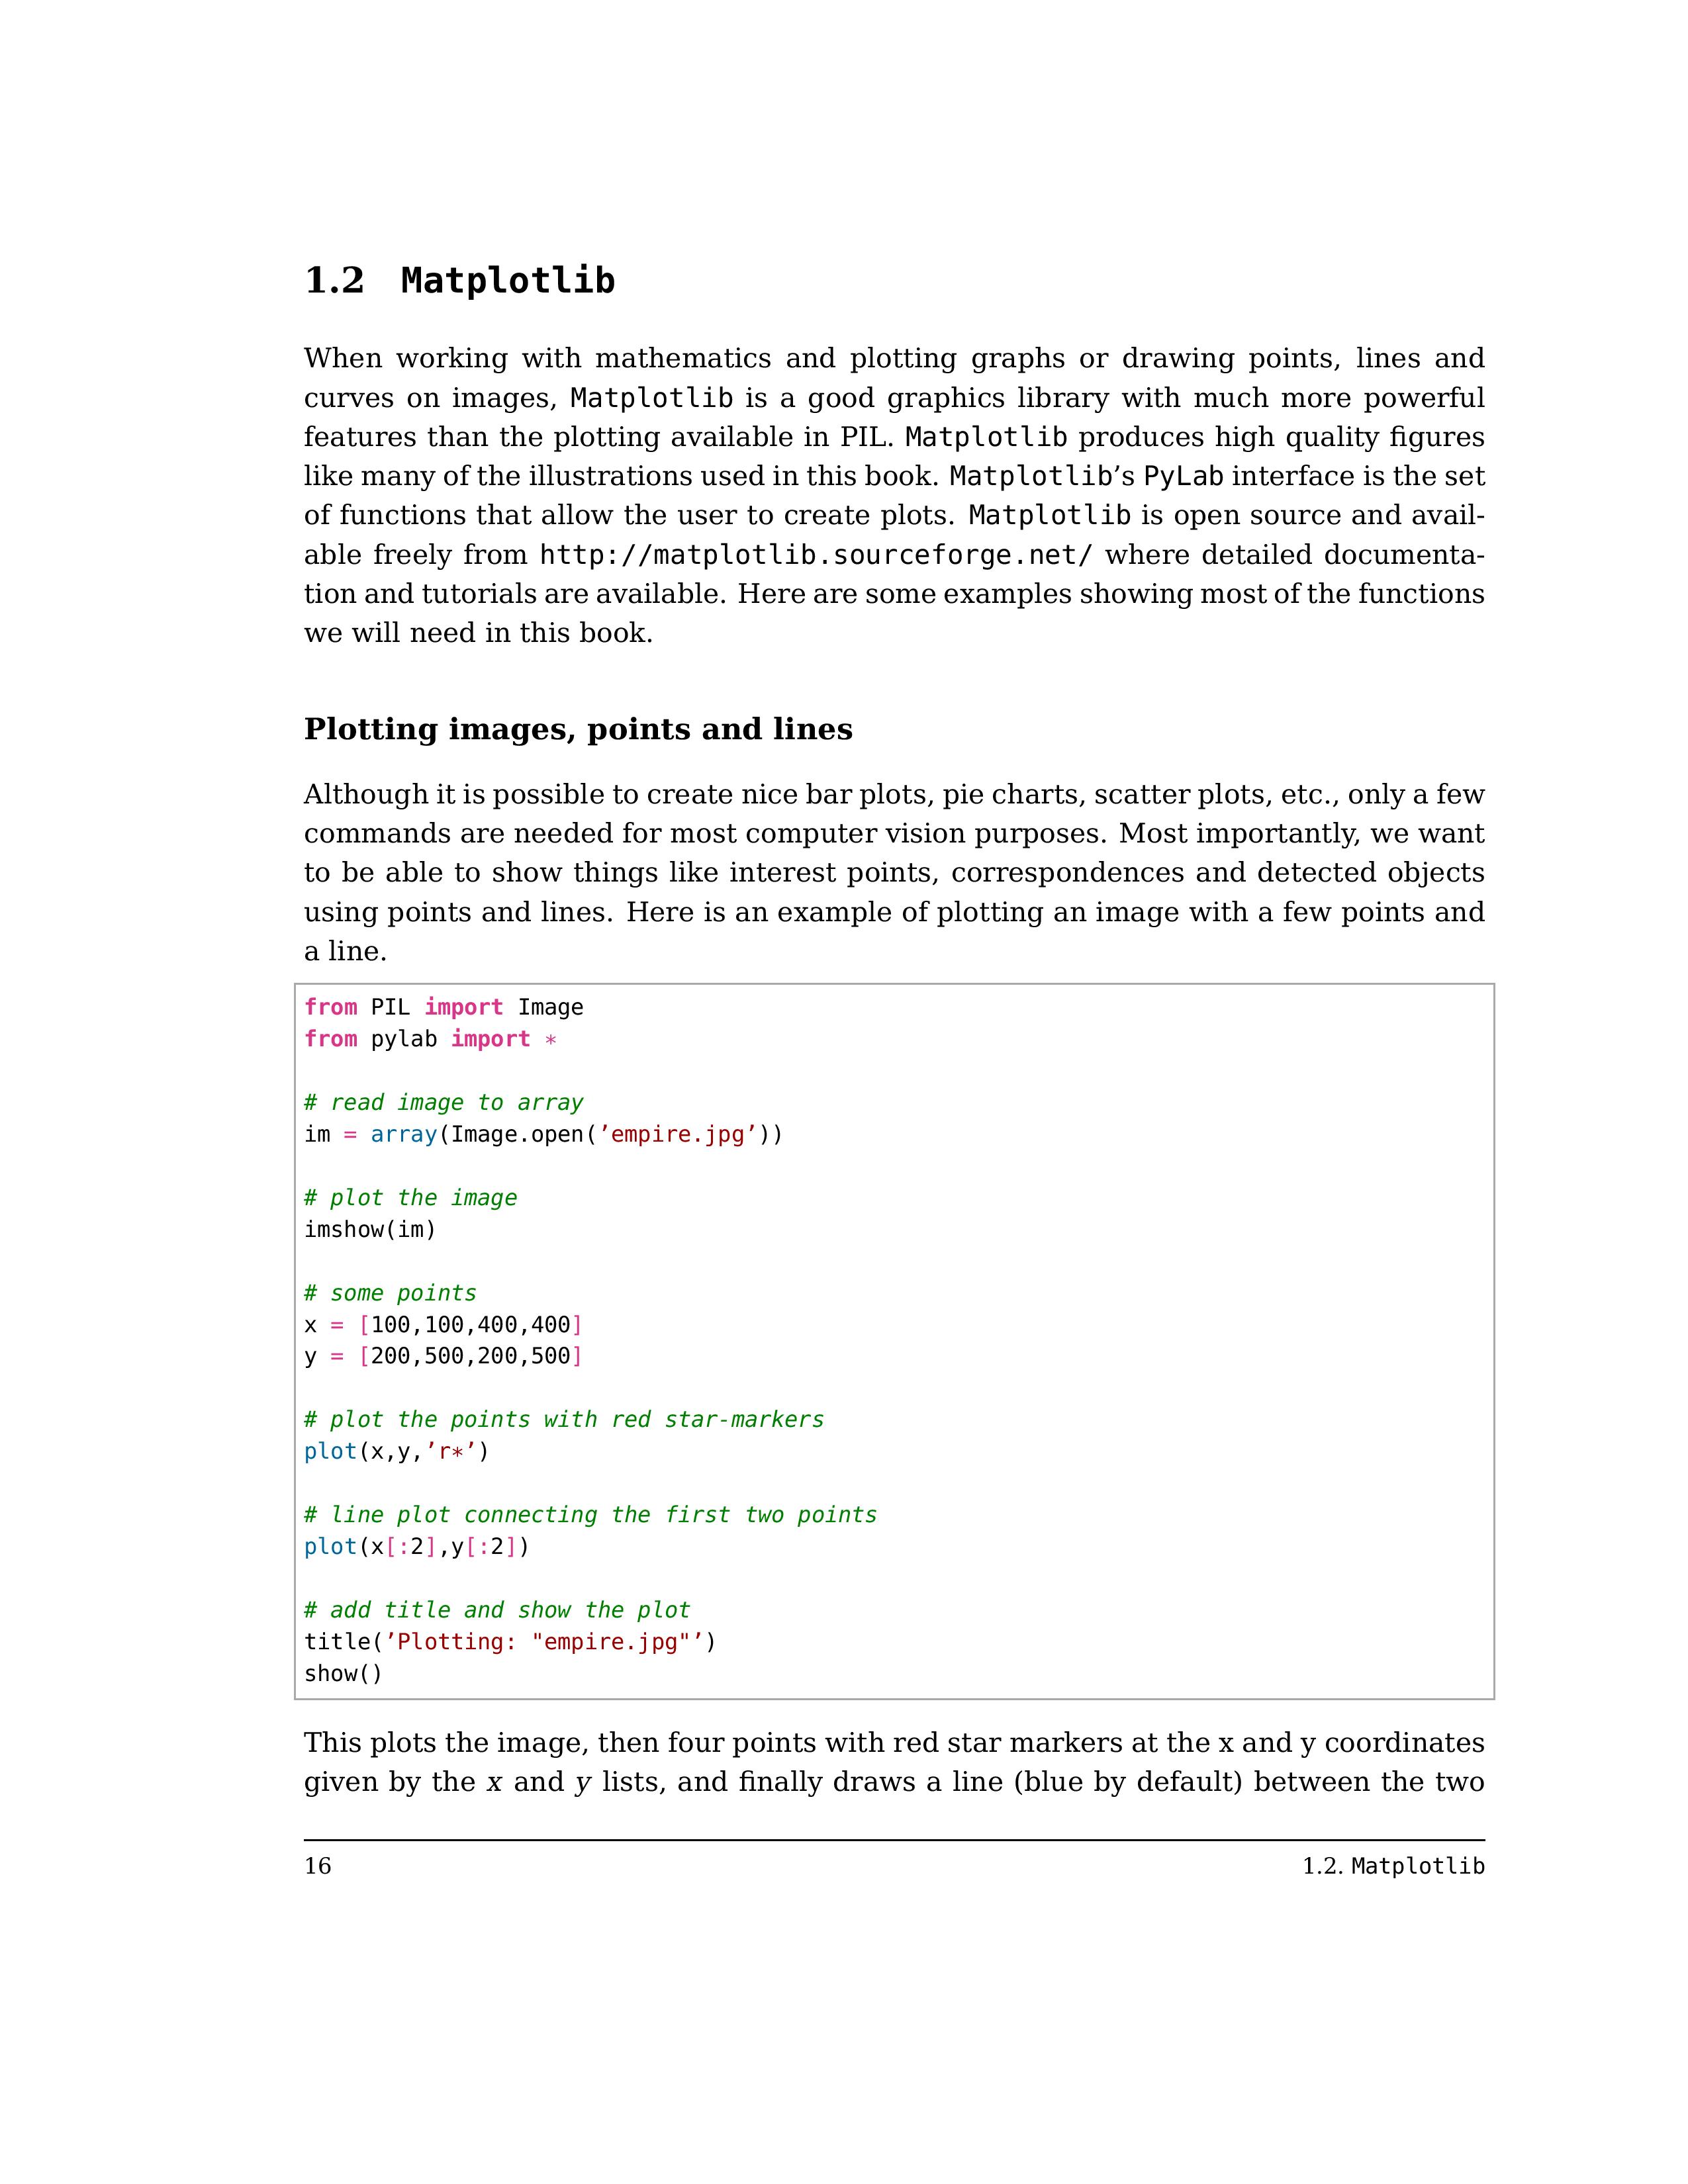 1.2 Matplotlib
When working with mathematics and plotting graphs or drawing points, lines and
curves on images, Matplotlib is a good graphics library with much more powerful
features than the plotting available in PIL. Matplotlib produces high quality figures
like many of the illustrations used in this book. Matplotlib’s PyLab interface is the set
of functions that allow the user to create plots. Matplotlib is open source and avail-
able freely from http://matplotlib.sourceforge.net/ where detailed documenta-
tion and tutorials are available. Here are some examples showing most of the functions
we will need in this book.
Plotting images, points and lines
Although it is possible to create nice bar plots, pie charts, scatter plots, etc., only a few
commands are needed for most computer vision purposes. Most importantly, we want
to be able to show things like interest points, correspondences and detected objects
using points and lines. Here is an example of plotting an image with a few points and
a line.
from PIL import Image
from pylab import *
# read image to array
im = array(Image.open(’empire.jpg’))
# plot the image
imshow(im)
# some points
x = [100,100,400,400]
y = [200,500,200,500]
# plot the points with red star-markers
plot(x,y,’r*’)
# line plot connecting the first two points
plot(x[:2],y[:2])
# add title and show the plot
title(’Plotting: "empire.jpg"’)
show()
This plots the image, then four points with red star markers at the x and y coordinates
given by the x and y lists, and finally draws a line (blue by default) between the two
16 1.2. Matplotlib